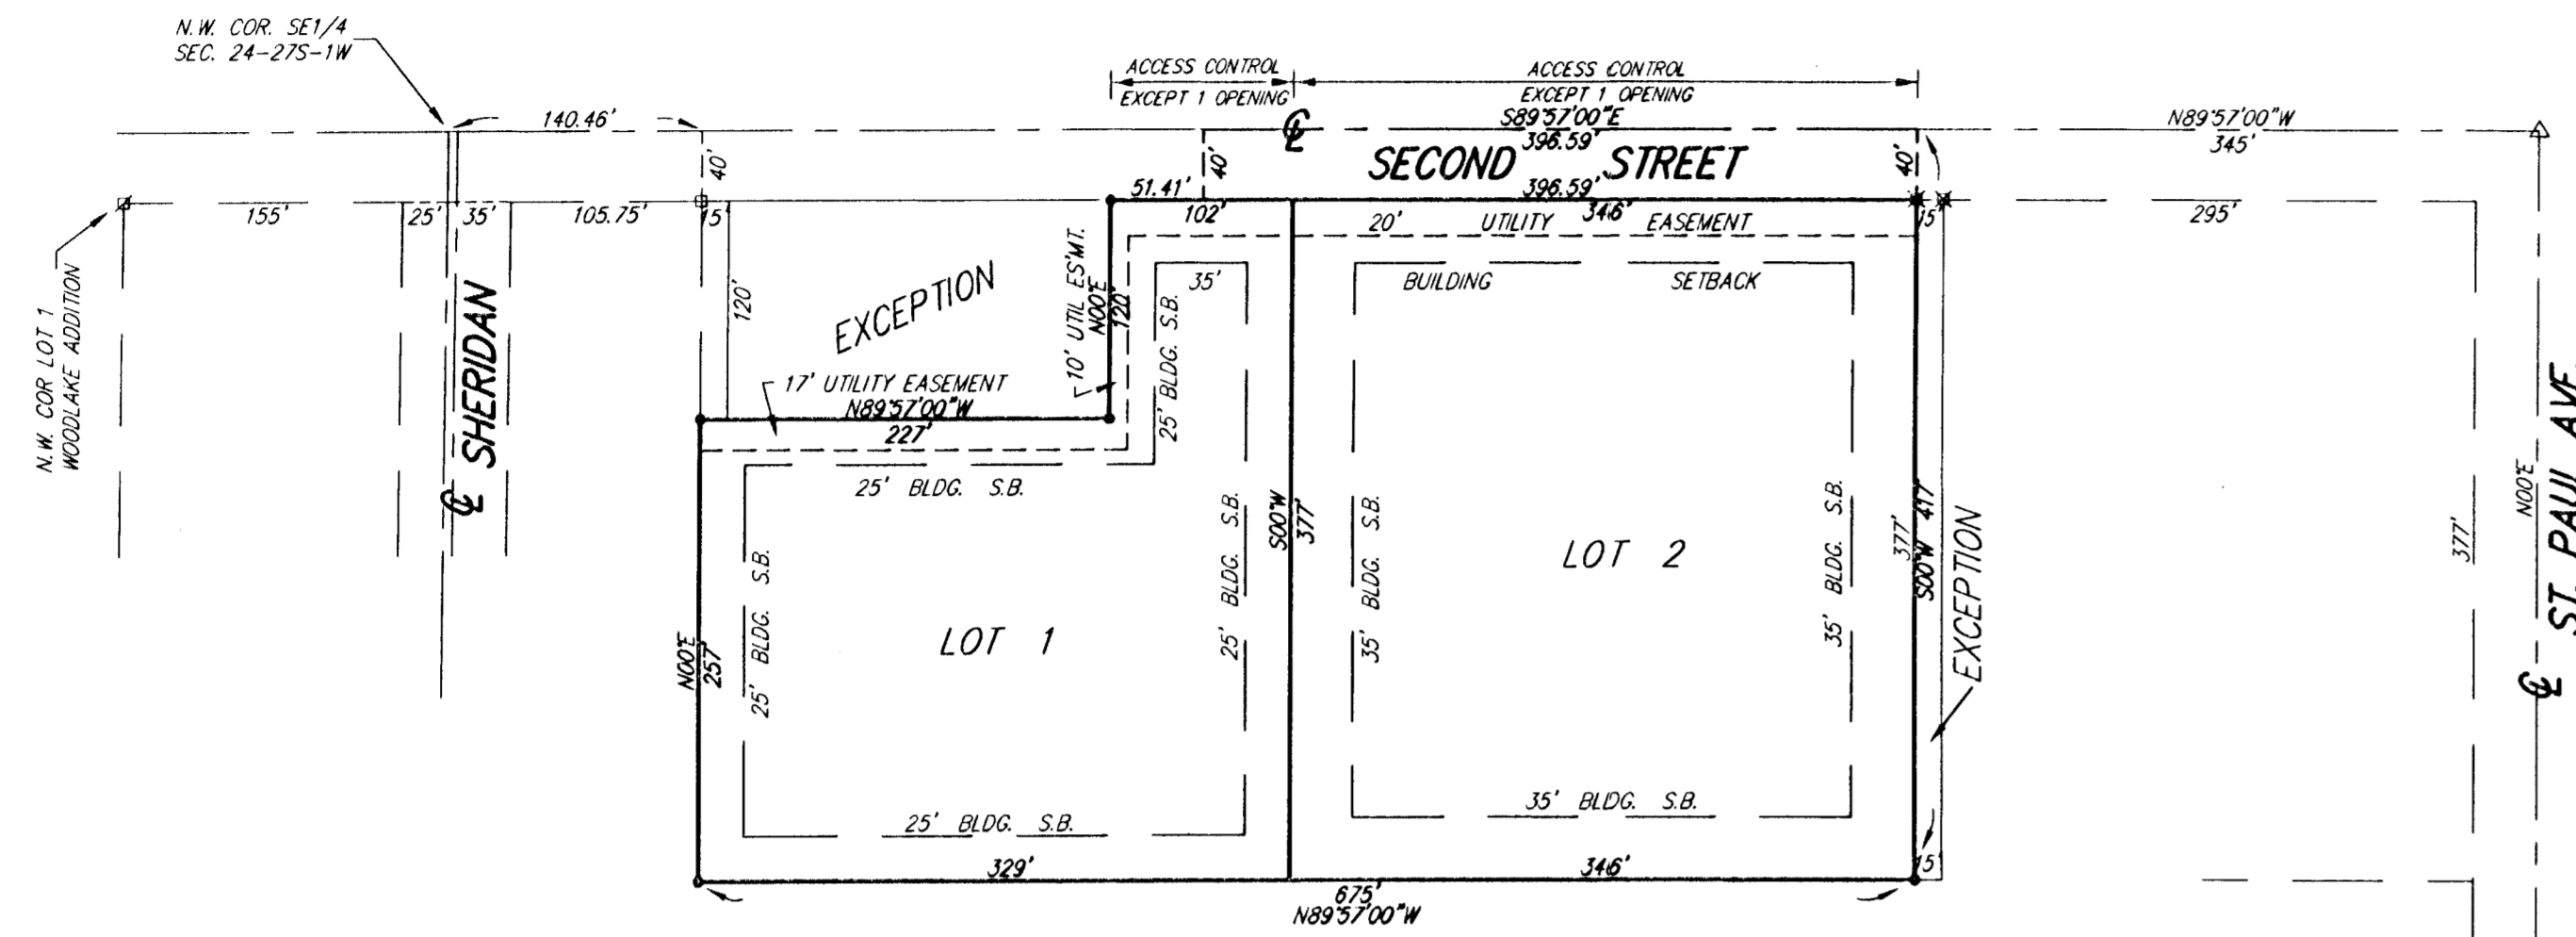 N.W. COR. SE1/4
SEC. 24-27S-1W
140.46'
ACCESS CONTROL
EXCEPT 1 OPENING
ACCESS CONTROL
EXCEPT 1 OPENING
S89°57'00"E
396.59'
N89°57'00"W
345'
40'
40'
40'
SECOND STREET
396.59'
51.41'
102'
346'
155'
25'
35'
105.75'
15'
15'
295'
20' UTILITY EASEMENT
N.W. COR LOT 1
WOODLAKE ADDITION
℄ SHERIDAN
120'
EXCEPTION
10' UTIL ES'MT.
N00°E
120'
35'
25' BLDG. S.B.
BUILDING SETBACK
17' UTILITY EASEMENT
N89°57'00"W
227'
25' BLDG. S.B.
25' BLDG. S.B.
N00°E
257'
LOT 1
25' BLDG. S.B.
25' BLDG. S.B.
S00°W
377'
35' BLDG. S.B.
LOT 2
35' BLDG. S.B.
35' BLDG. S.B.
377'
S00°W 417'
EXCEPTION
377'
N00°E
℄ ST. PAUL AVE.
329'
346'
15'
675'
N89°57'00"W
℄